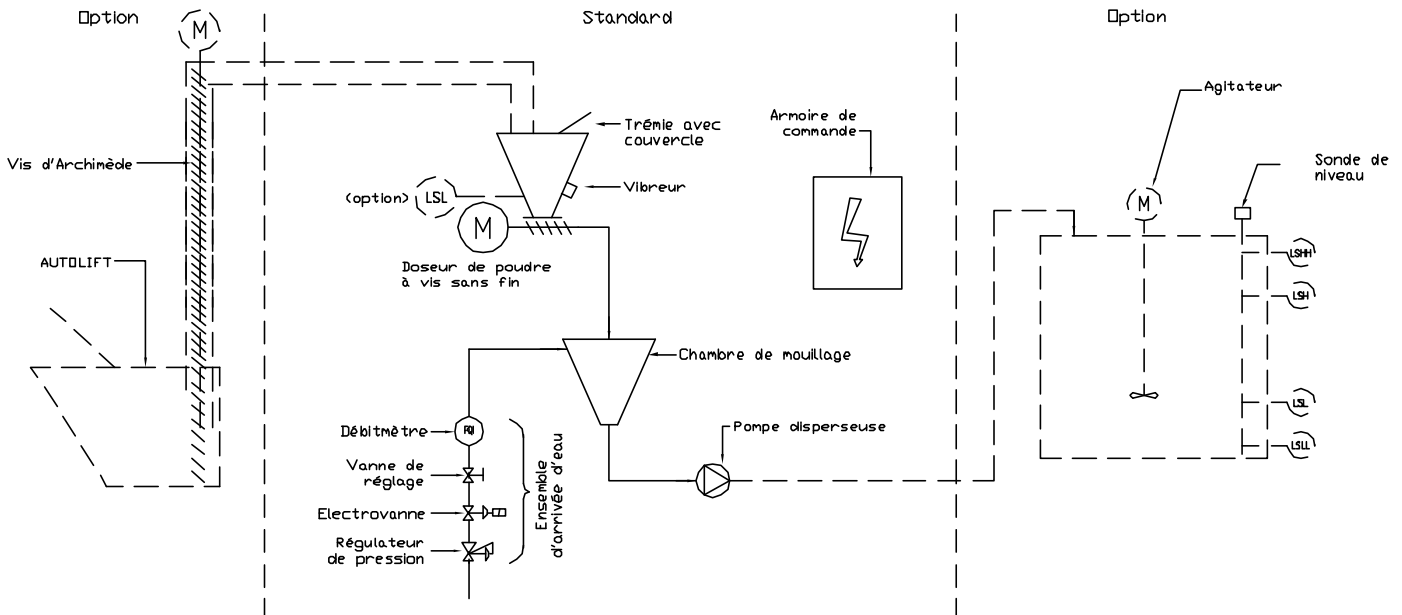 Option
Standard
Option
M
Vis d'Archimède
AUTOLIFT
Trémie avec
couvercle
Vibreur
(option)
LSL
M
Doseur de poudre
à vis sans fin
Armoire de
commande
Chambre de mouillage
Débitmètre
Vanne de
réglage
Electrovanne
Régulateur
de pression
Ensemble
d'arrivée d'eau
Pompe disperseuse
Agitateur
M
Sonde de
niveau
LSHH
LSH
LSL
LSLL